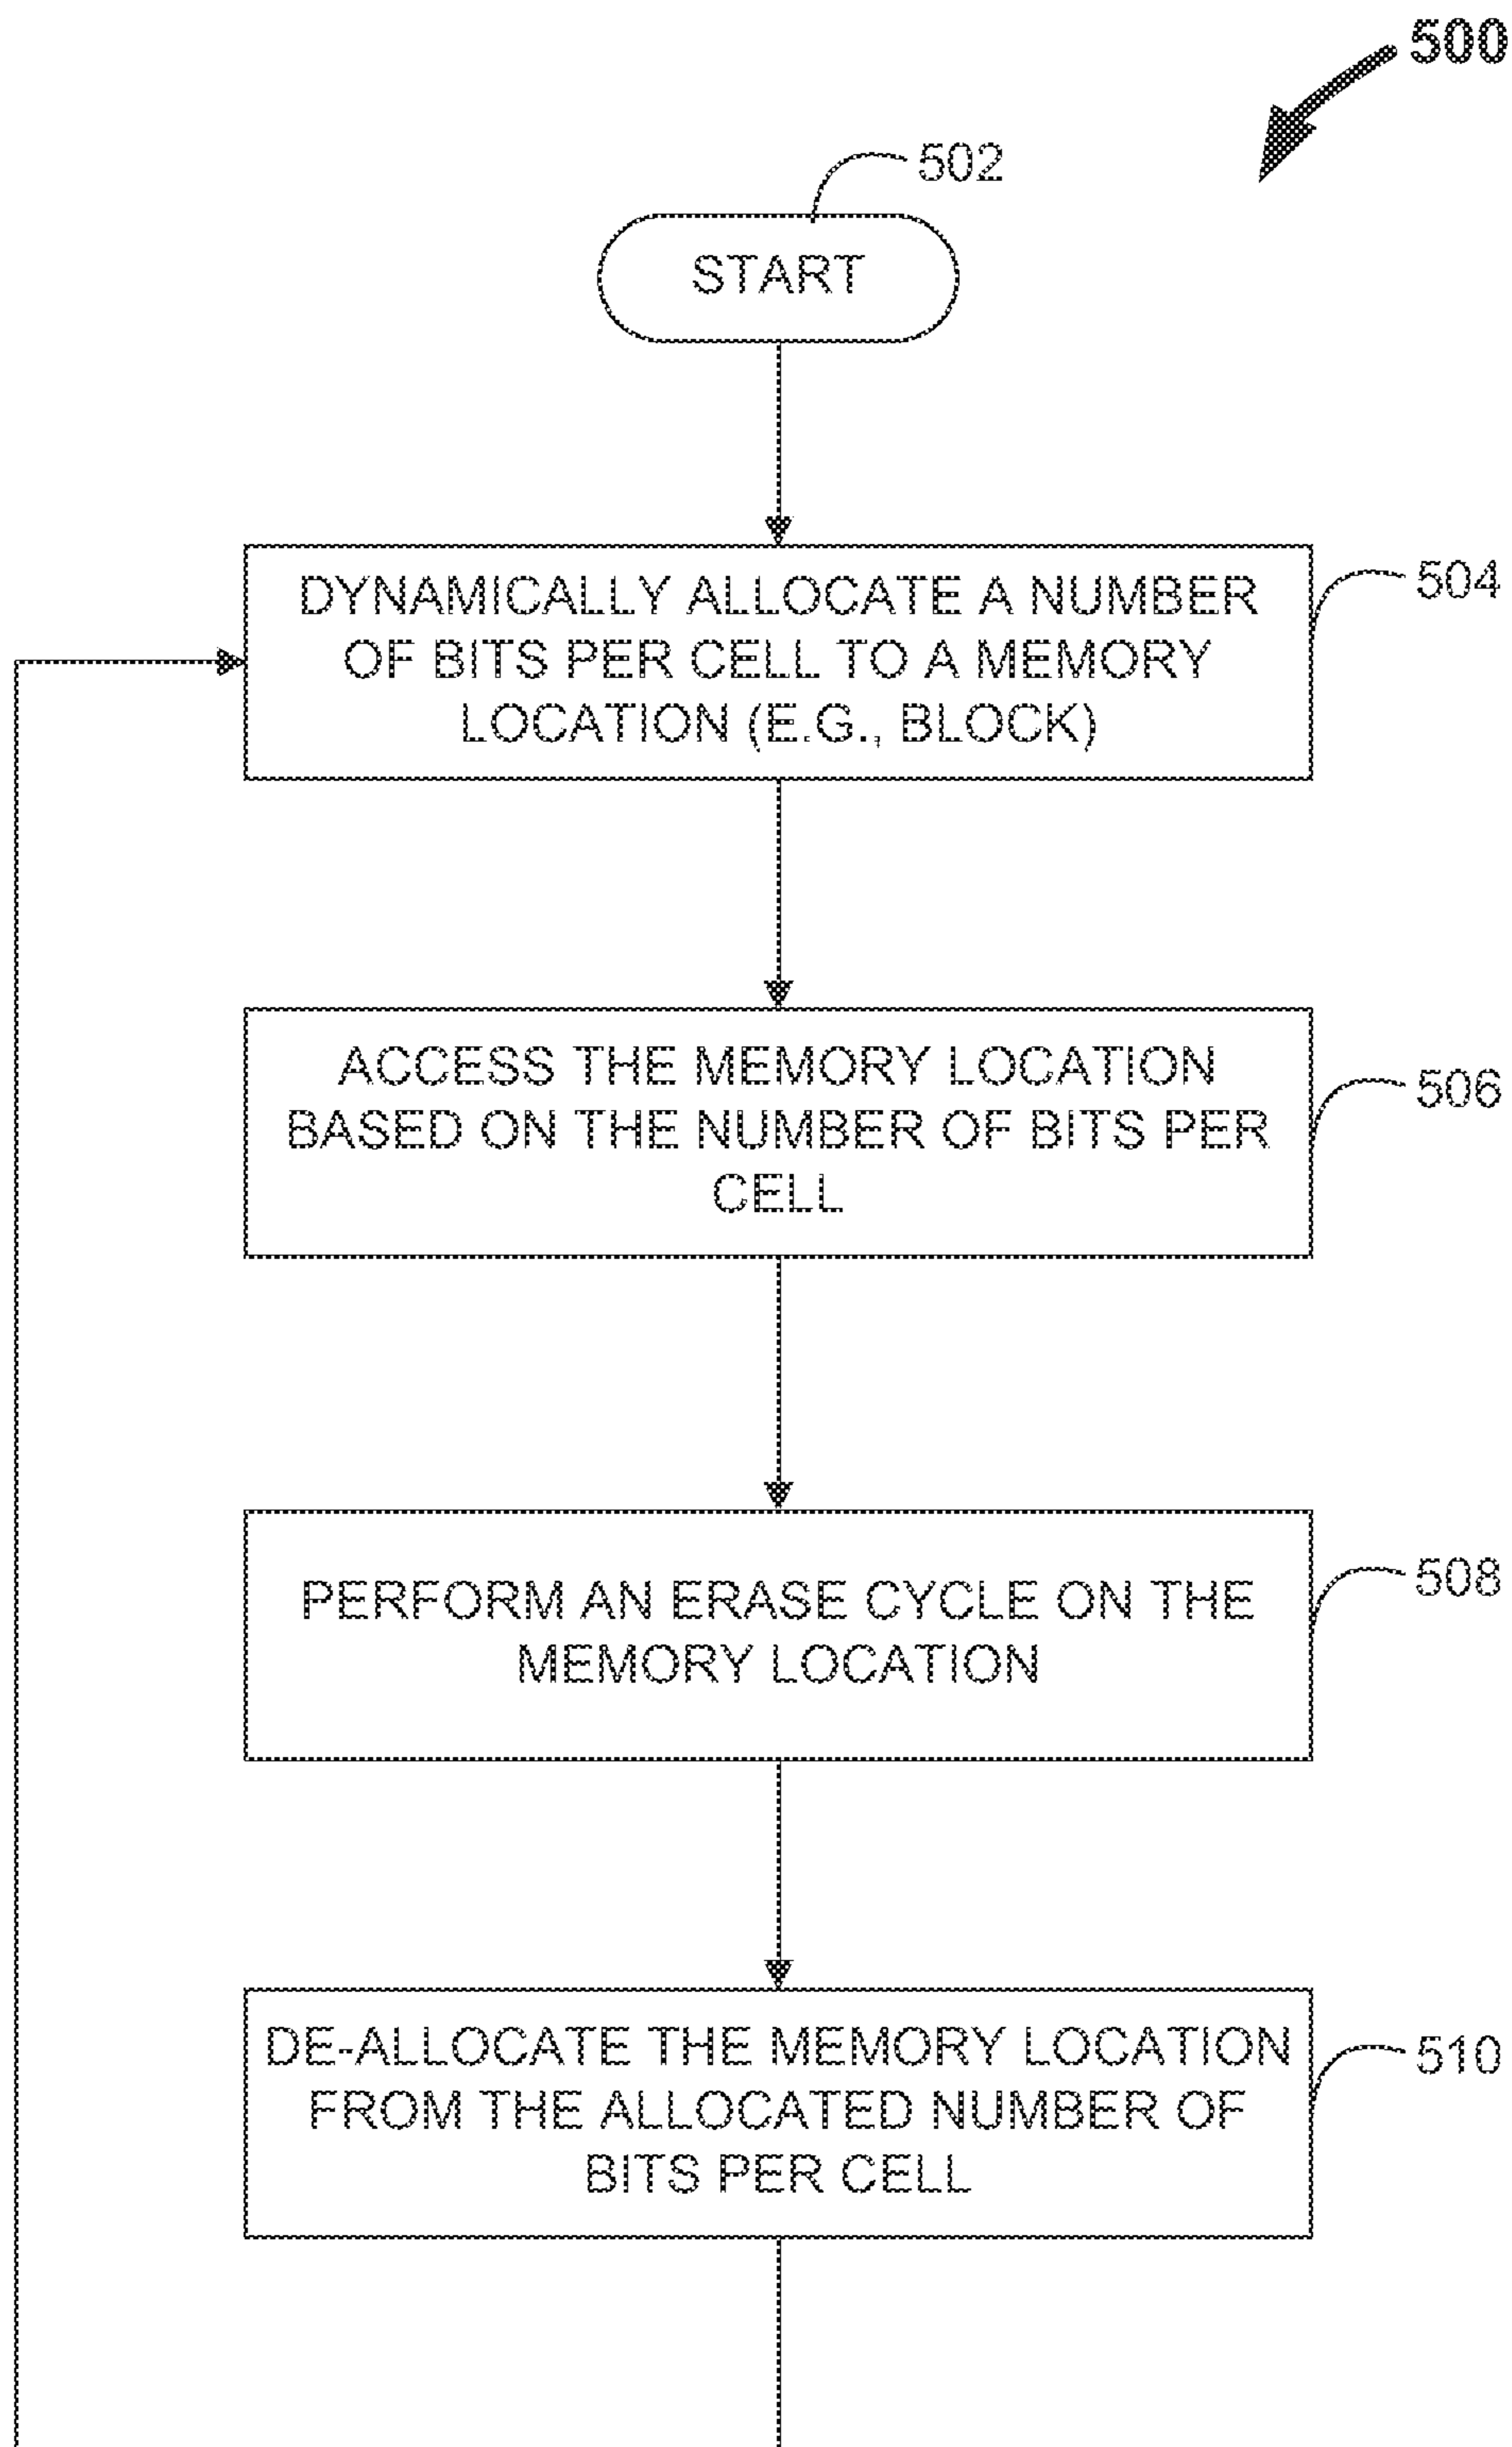 500
502
START
DYNAMICALLY ALLOCATE A NUMBER
OF BITS PER CELL TO A MEMORY
LOCATION (E.G., BLOCK)
504
ACCESS THE MEMORY LOCATION
BASED ON THE NUMBER OF BITS PER
CELL
506
PERFORM AN ERASE CYCLE ON THE
MEMORY LOCATION
508
DE-ALLOCATE THE MEMORY LOCATION
FROM THE ALLOCATED NUMBER OF
BITS PER CELL
510